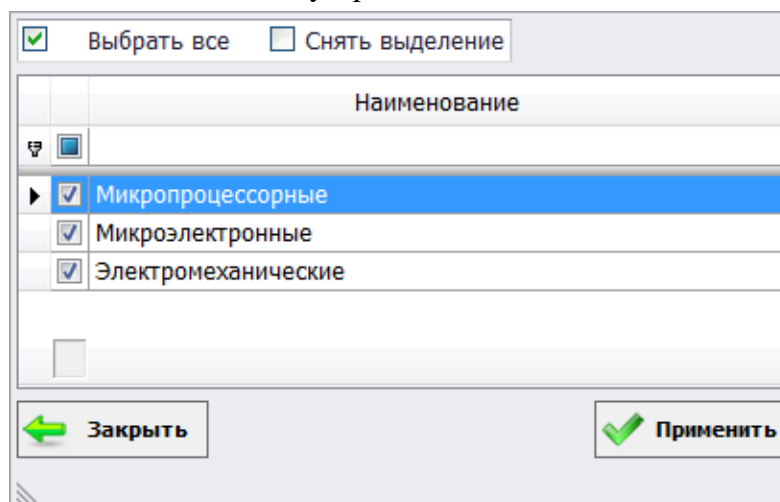 Выбрать все Снять выделение
Наименование
Микропроцессорные
Микроэлектронные
Электромеханические
Закрыть Применить